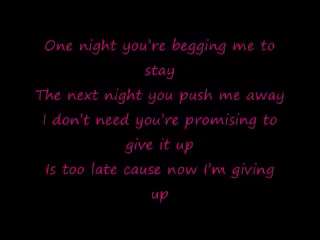 One night you're begging me to
stay
The next night you push me away
I don't need you're promising to
give it up
Is too late cause now I'm giving
up